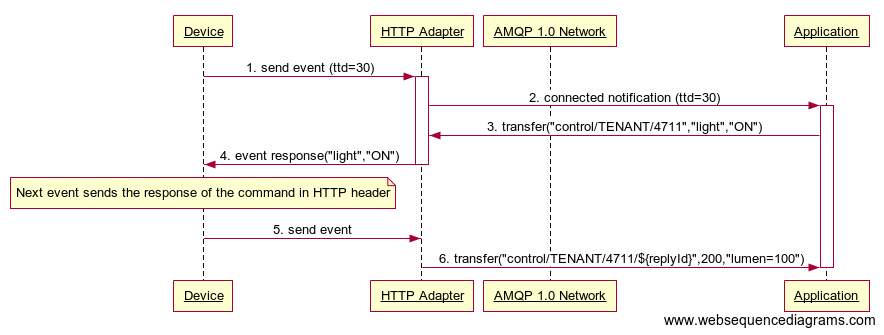 Device
HTTP Adapter
AMQP 1.0 Network
Application
1. send event (ttd=30)
2. connected notification (ttd=30)
3. transfer("control/TENANT/4711","light","ON")
4. event response("light","ON")
Next event sends the response of the command in HTTP header
5. send event
6. transfer("control/TENANT/4711/${replyId}",200,"lumen=100")
Device
HTTP Adapter
AMQP 1.0 Network
Application
www.websequencediagrams.com